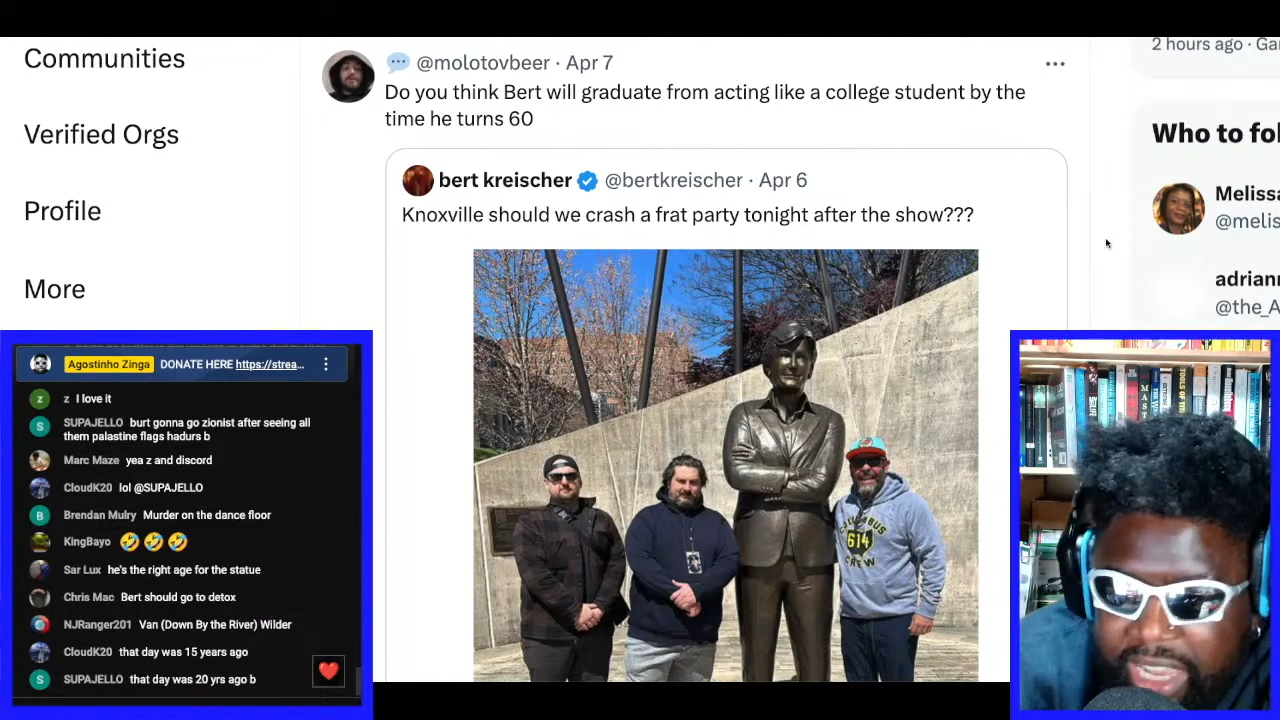 Communities
Verified Orgs
Profile
More
@molotovbeer · Apr 7
Do you think Bert will graduate from acting like a college student by the
time he turns 60
bert kreischer @bertkreischer · Apr 6
Knoxville should we crash a frat party tonight after the show???
COLUMBUS
614
CREW
2 hours ago · Ga
Who to fol
Melissa
@melis
adriann
@the_A
Agostinho Zinga DONATE HERE https://strea...
z I love it
SUPAJELLO burt gonna go zionist after seeing all
them palastine flags hadurs b
Marc Maze yea z and discord
CloudK20 lol @SUPAJELLO
Brendan Mulry Murder on the dance floor
KingBayo 🤣🤣🤣
Sar Lux he's the right age for the statue
Chris Mac Bert should go to detox
NJRanger201 Van (Down By the River) Wilder
CloudK20 that day was 15 years ago
SUPAJELLO that day was 20 yrs ago b